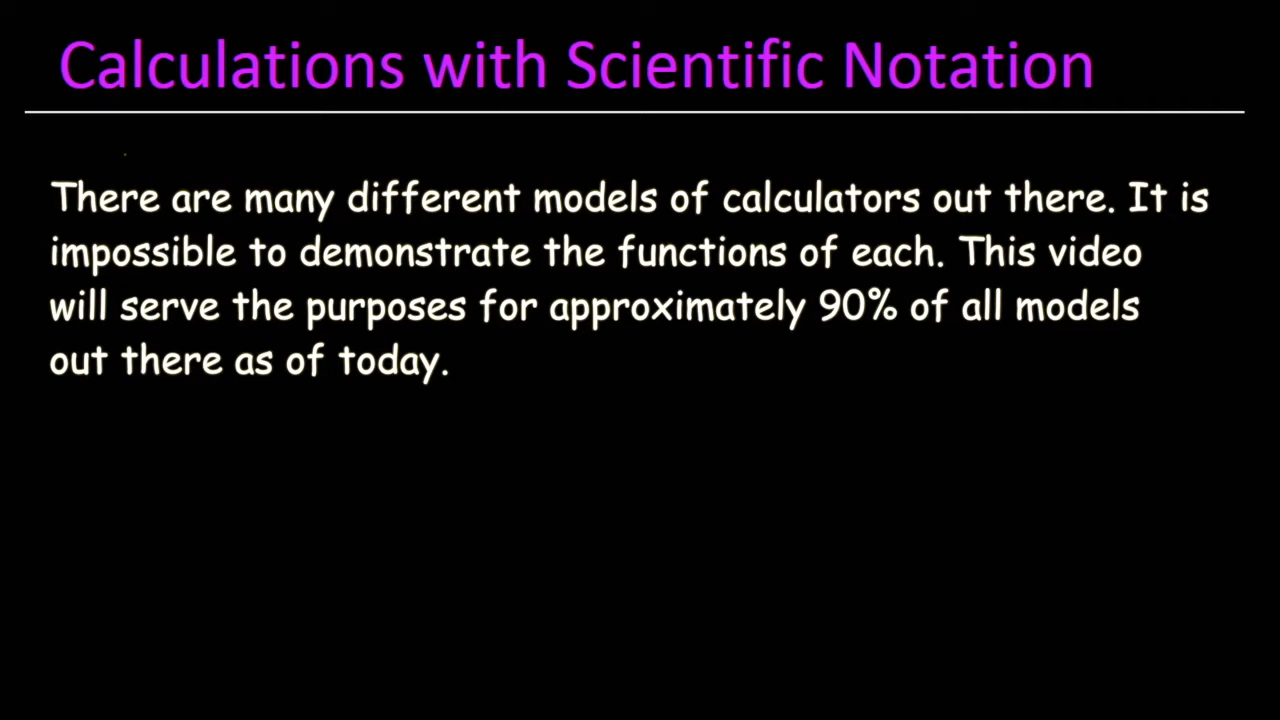 Calculations with Scientific Notation
There are many different models of calculators out there. It is
impossible to demonstrate the functions of each. This video
will serve the purposes for approximately 90% of all models
out there as of today.